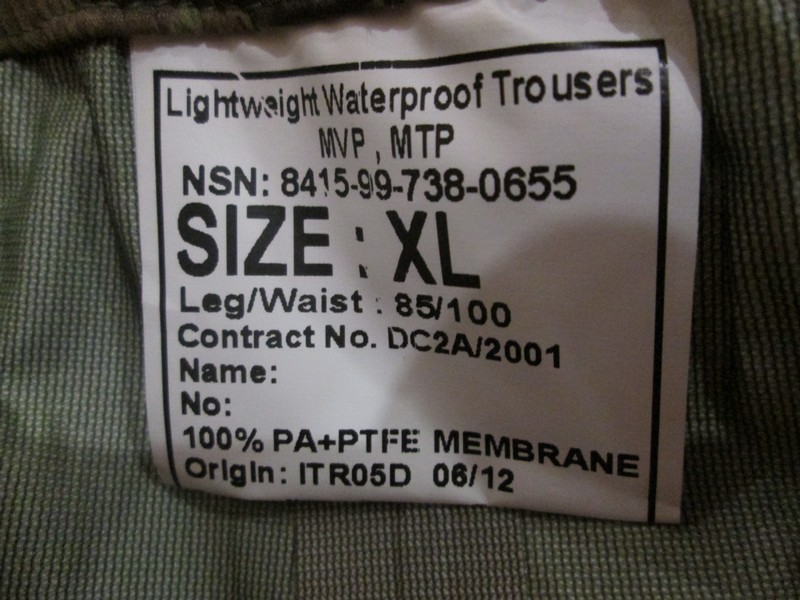 Lightweight Waterproof Trousers
MVP , MTP
NSN: 8415-99-738-0655
SIZE : XL
Leg/Waist : 85/100
Contract No. DC2A/2001
Name:
No:
100% PA+PTFE MEMBRANE
Origin: ITR05D 06/12